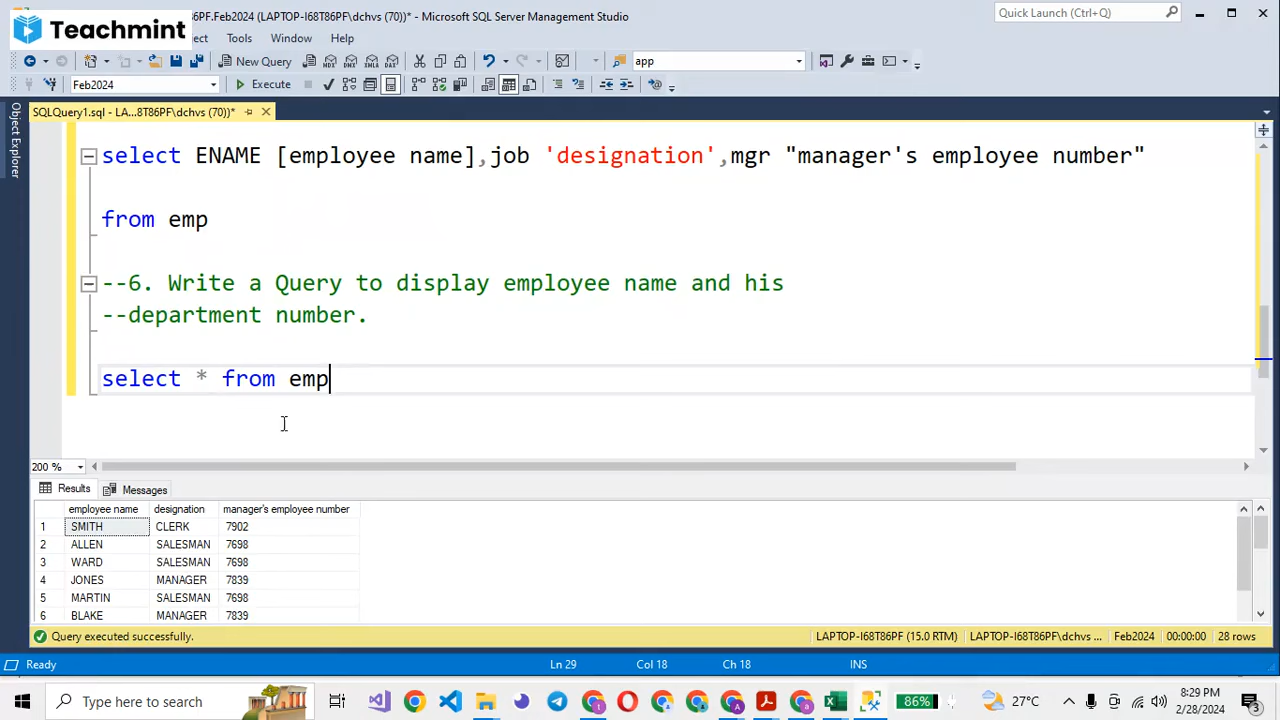 Teachmint
PF.Feb2024 (LAPTOP-I68T86PF\dchvs (70))* - Microsoft SQL Server Management Studio
Quick Launch (Ctrl+Q)
Tools Window Help
New Query
app
Feb2024
Execute
SQLQuery1.sql - LA...8T86PF\dchvs (70))*
Object Explorer
select ENAME [employee name],job 'designation',mgr "manager's employee number"
from emp
--6. Write a Query to display employee name and his
--department number.
select * from emp
200 %
Results Messages
employee name designation manager's employee number
1 SMITH CLERK 7902
2 ALLEN SALESMAN 7698
3 WARD SALESMAN 7698
4 JONES MANAGER 7839
5 MARTIN SALESMAN 7698
6 BLAKE MANAGER 7839
Query executed successfully. LAPTOP-I68T86PF (15.0 RTM) LAPTOP-I68T86PF\dchvs ... Feb2024 00:00:00 28 rows
Ready Ln 29 Col 18 Ch 18 INS
Type here to search
86%
27°C
8:29 PM
2/28/2024
3